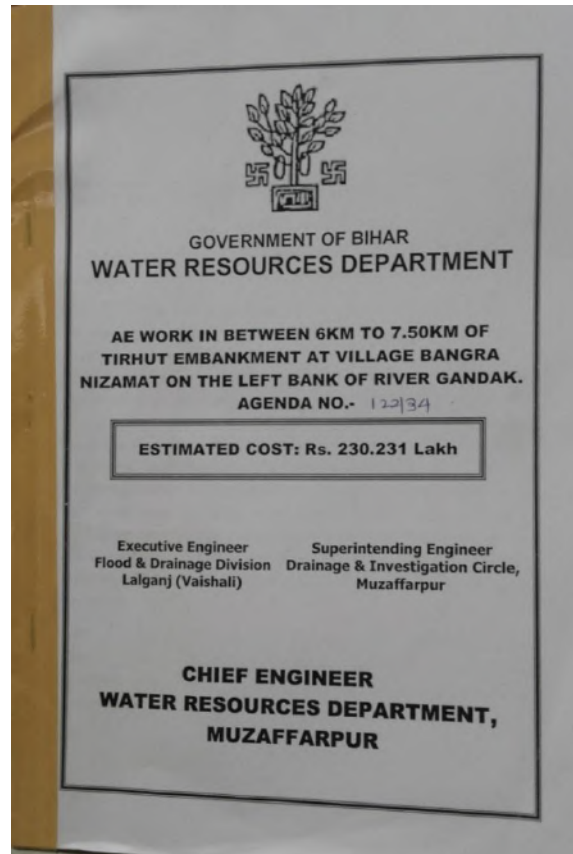 GOVERNMENT OF BIHAR
WATER RESOURCES DEPARTMENT
AE WORK IN BETWEEN 6KM TO 7.50KM OF
TIRHUT EMBANKMENT AT VILLAGE BANGRA
NIZAMAT ON THE LEFT BANK OF RIVER GANDAK.
AGENDA NO.- 122/34
ESTIMATED COST: Rs. 230.231 Lakh
Executive Engineer
Flood & Drainage Division
Lalganj (Vaishali)
Superintending Engineer
Drainage & Investigation Circle,
Muzaffarpur
CHIEF ENGINEER
WATER RESOURCES DEPARTMENT,
MUZAFFARPUR